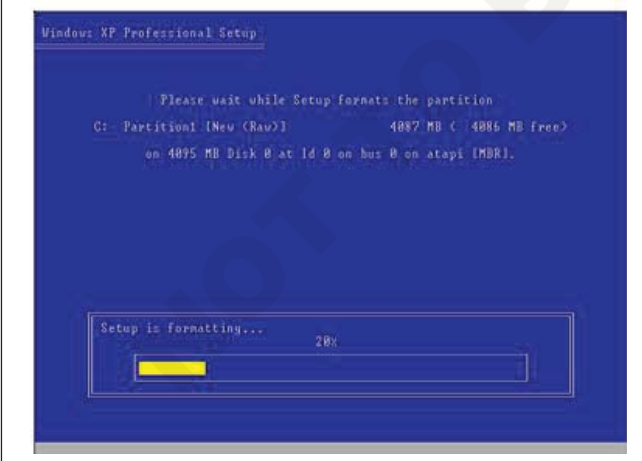 Windows XP Professional Setup
Please wait while Setup formats the partition
C: Partition1 [New (Raw)] 4087 MB ( 4086 MB free)
on 4095 MB Disk 0 at Id 0 on bus 0 on atapi [MBR].
Setup is formatting...
20%